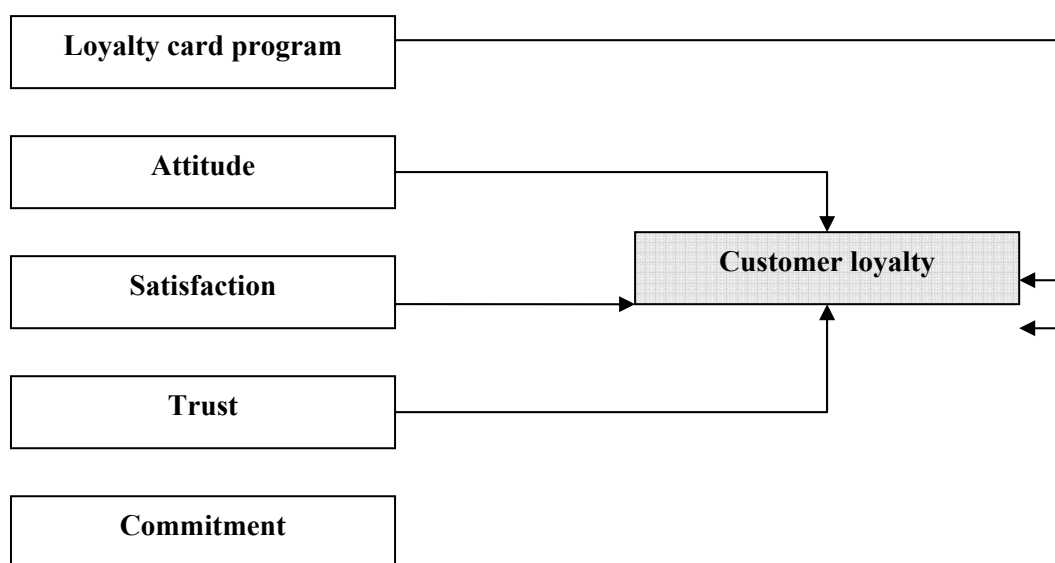 Loyalty card program
Attitude
Customer loyalty
Satisfaction
Trust
Commitment